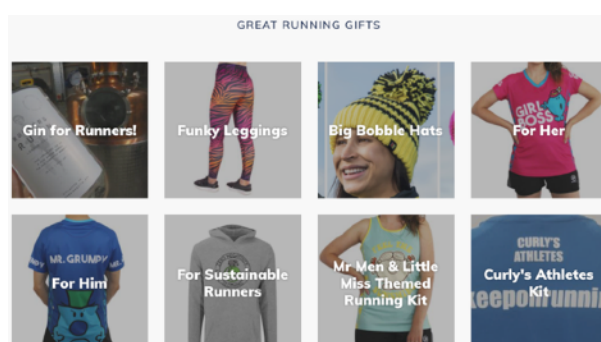 GREAT RUNNING GIFTS
Gin for Runners!
Funky Leggings
Big Bobble Hats
GIRL
BOSS
For Her
MR. GRUMPY
For Him
For Sustainable
Runners
Mr Men & Little
Miss Themed
Running Kit
CURLY'S
ATHLETES
Curly's Athletes
Kit
keeponrunni